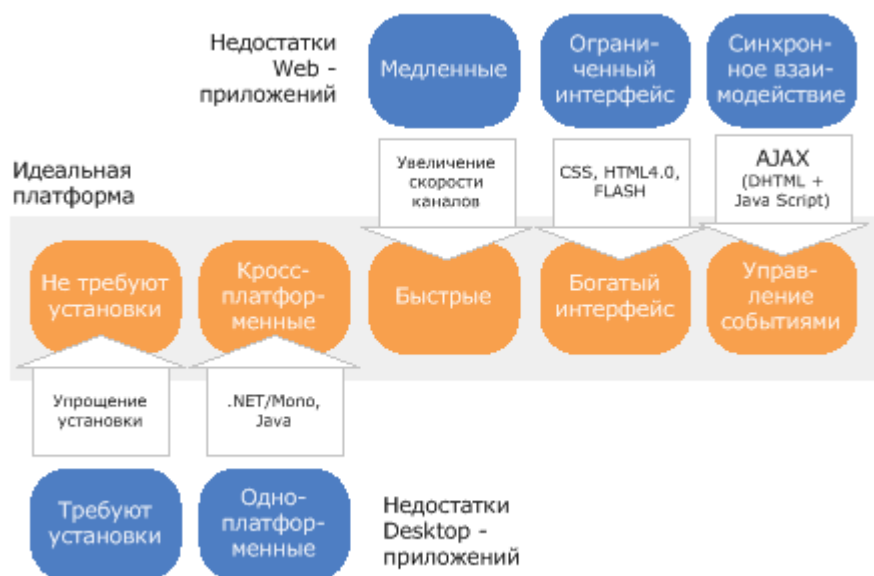 Недостатки
Web -
приложений
Медленные
Ограни-
ченный
интерфейс
Синхрон-
ное взаи-
модействие
Идеальная
платформа
Увеличение
скорости
каналов
CSS, HTML4.0,
FLASH
AJAX
(DHTML +
Java Script)
Не требуют
установки
Кросс-
платфор-
менные
Быстрые
Богатый
интерфейс
Управ-
ление
событиями
Упрощение
установки
.NET/Mono,
Java
Требуют
установки
Одно-
платфор-
менные
Недостатки
Desktop -
приложений